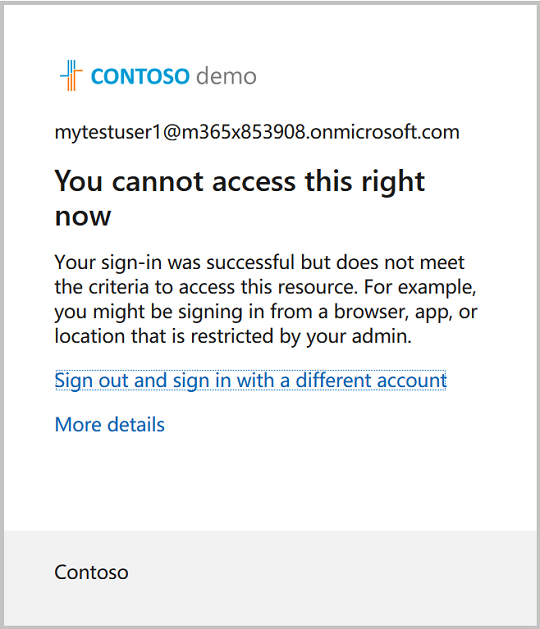 CONTOSO demo
mytestuser1@m365x853908.onmicrosoft.com
You cannot access this right
now
Your sign-in was successful but does not meet
the criteria to access this resource. For example,
you might be signing in from a browser, app, or
location that is restricted by your admin.
Sign out and sign in with a different account
More details
Contoso